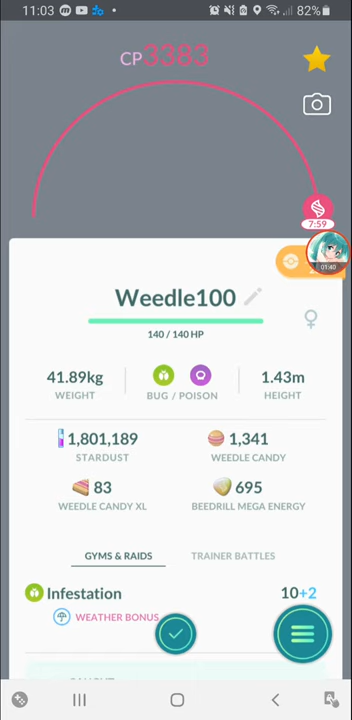 11:03
82%
CP3383
7:59
01:40
Weedle100
140 / 140 HP
41.89kg
WEIGHT
BUG / POISON
1.43m
HEIGHT
1,801,189
STARDUST
1,341
WEEDLE CANDY
83
WEEDLE CANDY XL
695
BEEDRILL MEGA ENERGY
GYMS & RAIDS
TRAINER BATTLES
Infestation
10+2
WEATHER BONUS